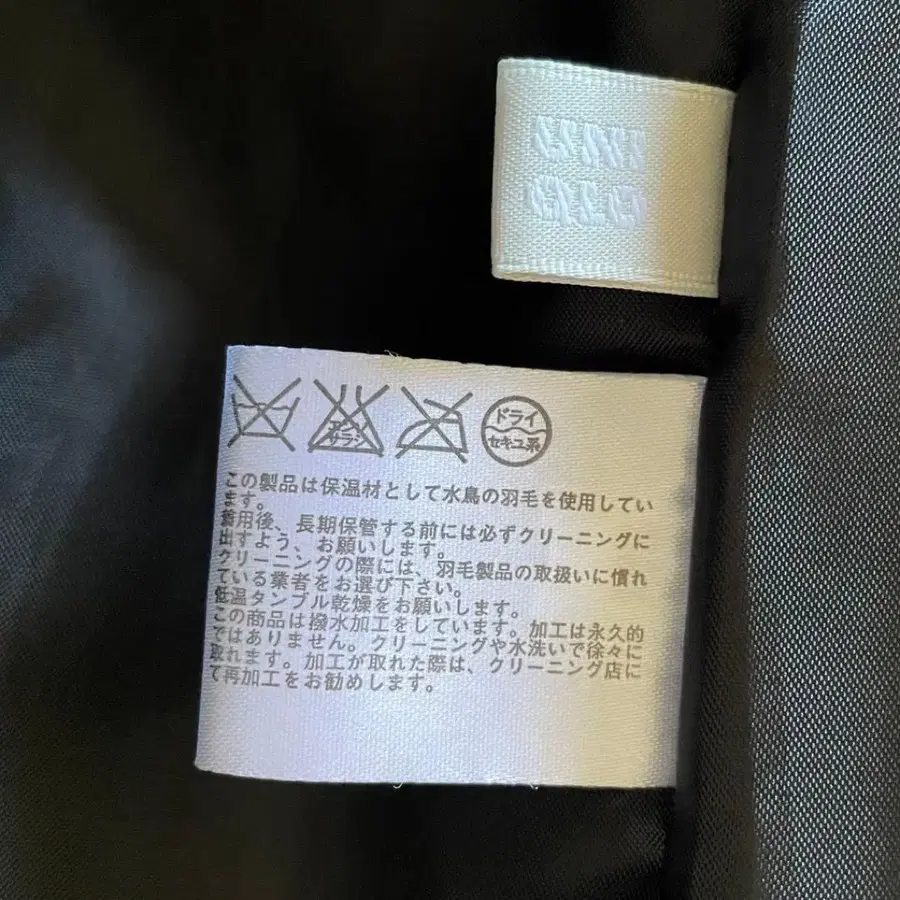 エンソ
サラシ
ドライ
セキユ系
この製品は保温材として水鳥の羽毛を使用してい
ます。
着用後、長期保管する前には必ずクリーニングに
出すよう、お願いします。
クリーニングの際には、羽毛製品の取扱いに慣れ
ている業者をお選び下さい。
低温タンブル乾燥をお願いします。
この商品は撥水加工をしています。加工は永久的
ではありません。クリーニングや水洗いで徐々に
取れます。加工が取れた際は、クリーニング店に
て再加工をお勧めします。